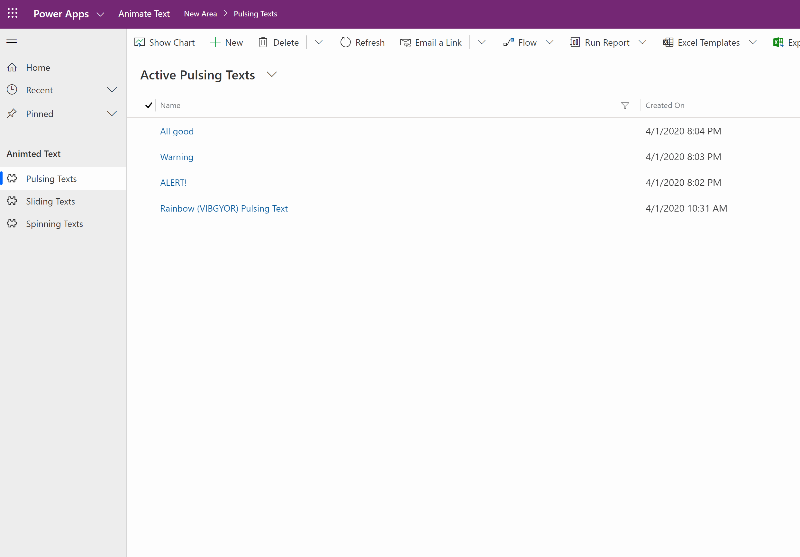 Power Apps Animate Text New Area > Pulsing Texts
Show Chart New Delete Refresh Email a Link Flow Run Report Excel Templates Exp
Home
Recent
Pinned
Animted Text
Pulsing Texts
Sliding Texts
Spinning Texts
Active Pulsing Texts
Name Created On
All good 4/1/2020 8:04 PM
Warning 4/1/2020 8:03 PM
ALERT! 4/1/2020 8:02 PM
Rainbow (VIBGYOR) Pulsing Text 4/1/2020 10:31 AM